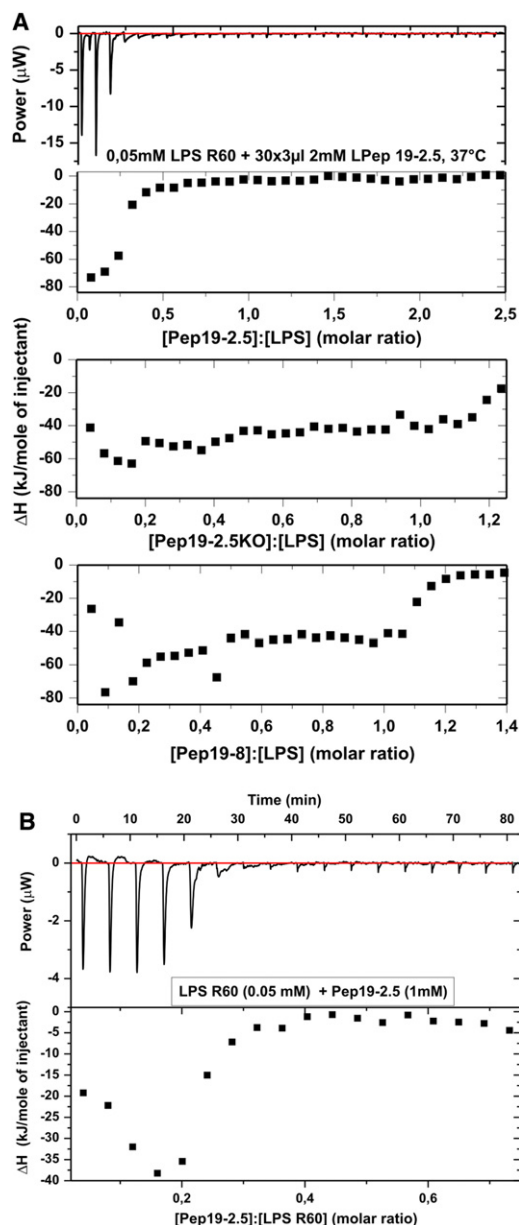 A
Power (µW)
0
-5
-10
-15
0,05mM LPS R60 + 30x3µl 2mM LPep 19-2.5, 37°C
ΔH (kJ/mole of injectant)
0
-20
-40
-60
-80
0,0 0,5 1,0 1,5 2,0 2,5
[Pep19-2.5]:[LPS] (molar ratio)
0
-20
-40
-60
-80
0,0 0,2 0,4 0,6 0,8 1,0 1,2
[Pep19-2.5KO]:[LPS] (molar ratio)
0
-20
-40
-60
-80
0,0 0,2 0,4 0,6 0,8 1,0 1,2 1,4
[Pep19-8]:[LPS] (molar ratio)
B
Time (min)
0 10 20 30 40 50 60 70 80
Power (µW)
0
-2
-4
LPS R60 (0.05 mM) + Pep19-2.5 (1mM)
ΔH (kJ/mole of injectant)
0
-5
-10
-15
-20
-25
-30
-35
-40
0,2 0,4 0,6
[Pep19-2.5]:[LPS R60] (molar ratio)